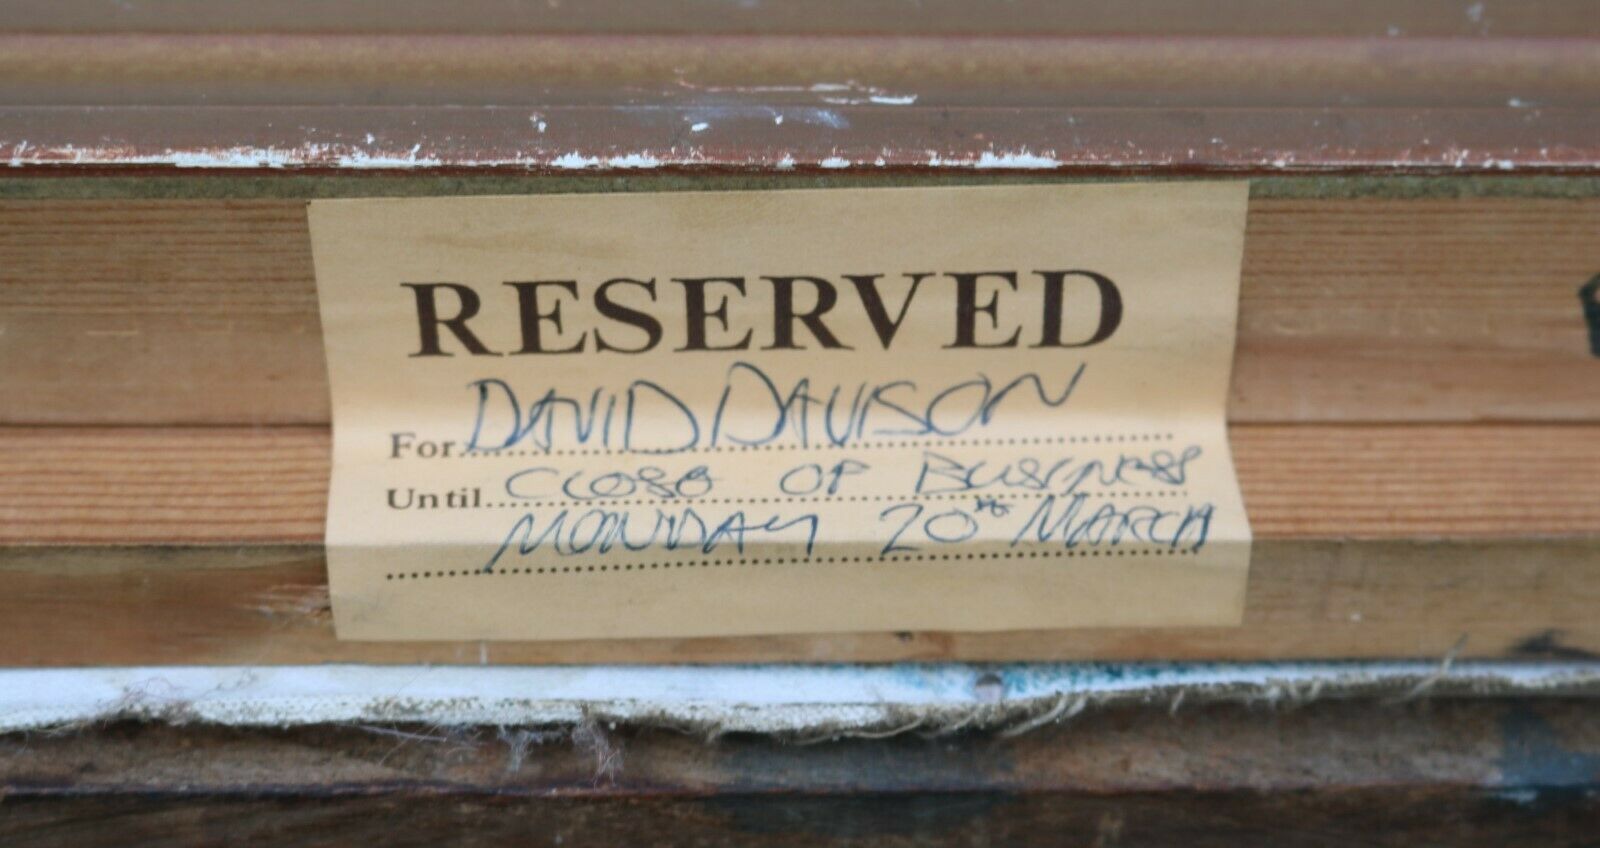 RESERVED
For DAVID DAVISON
Until CLOSE OF BUSINESS
MONDAY 20th MARCH